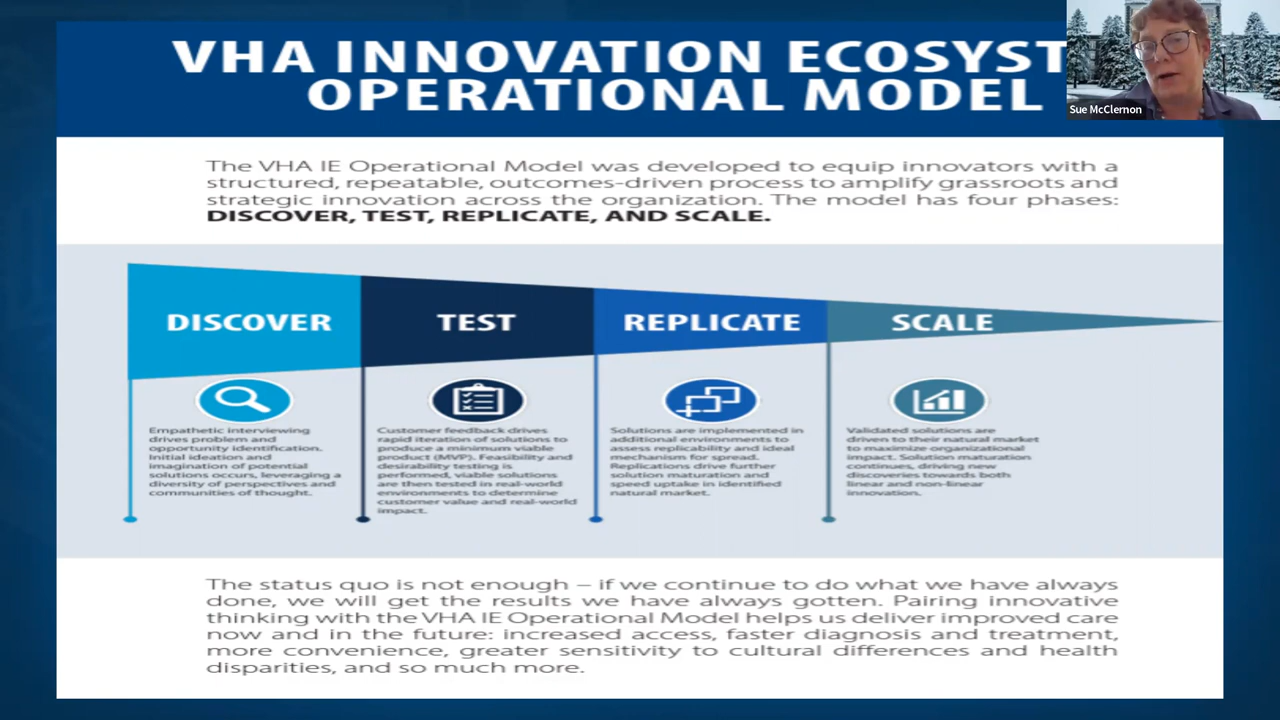 VHA INNOVATION ECOSYST
OPERATIONAL MODEL
Sue McClernon
The VHA IE Operational Model was developed to equip innovators with a
structured, repeatable, outcomes-driven process to amplify grassroots and
strategic innovation across the organization. The model has four phases:
DISCOVER, TEST, REPLICATE, AND SCALE.
DISCOVER
TEST
REPLICATE
SCALE
Empathetic interviewing
drives problem and
opportunity identification.
Initial ideation and
imagination of potential
solutions occurs, leveraging a
diversity of perspectives and
communities of thought.
Customer feedback drives
rapid iteration of solutions to
produce a minimum viable
product (MVP). Feasibility and
desirability testing is
performed, viable solutions
are then tested in real-world
environments to determine
customer value and real-world
impact.
Solutions are implemented in
additional environments to
assess replicability and ideal
mechanism for spread.
Replications drive further
solution maturation and
speed uptake in identified
natural market.
Validated solutions are
driven to their natural market
to maximize organizational
impact. Solution maturation
continues, driving new
discoveries towards both
linear and non-linear
innovation.
The status quo is not enough – if we continue to do what we have always
done, we will get the results we have always gotten. Pairing innovative
thinking with the VHA IE Operational Model helps us deliver improved care
now and in the future: increased access, faster diagnosis and treatment,
more convenience, greater sensitivity to cultural differences and health
disparities, and so much more.